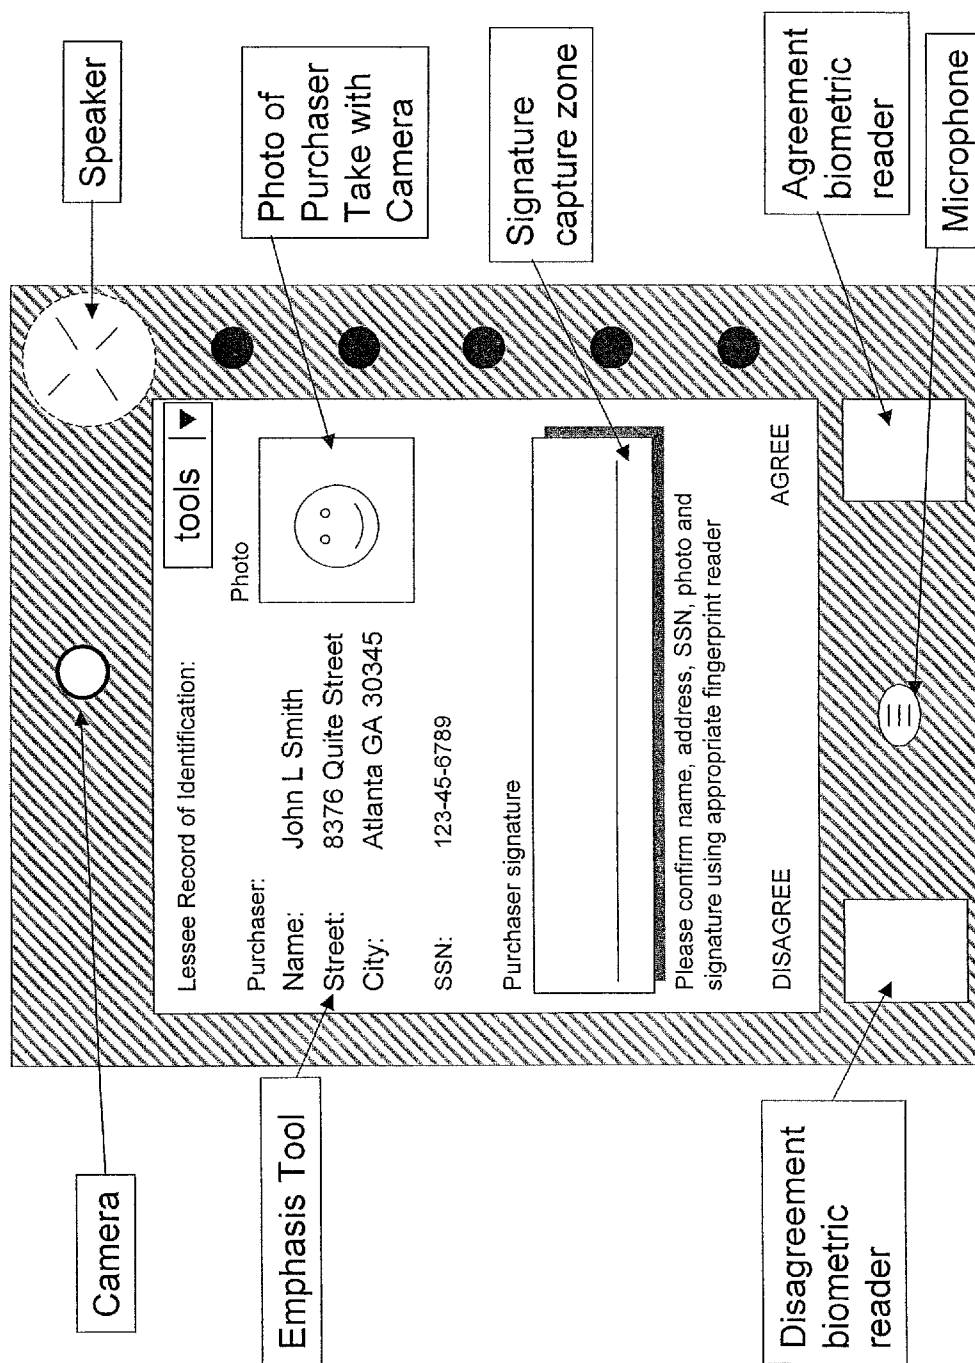 Camera
Speaker
Emphasis Tool
Photo of
Purchaser
Take with
Camera
Signature
capture zone
Disagreement
biometric
reader
Agreement
biometric
reader
Microphone
tools
Lessee Record of Identification:
Photo
Purchaser:
Name: John L Smith
Street: 8376 Quite Street
City: Atlanta GA 30345
SSN: 123-45-6789
Purchaser signature
Please confirm name, address, SSN, photo and
signature using appropriate fingerprint reader
DISAGREE AGREE